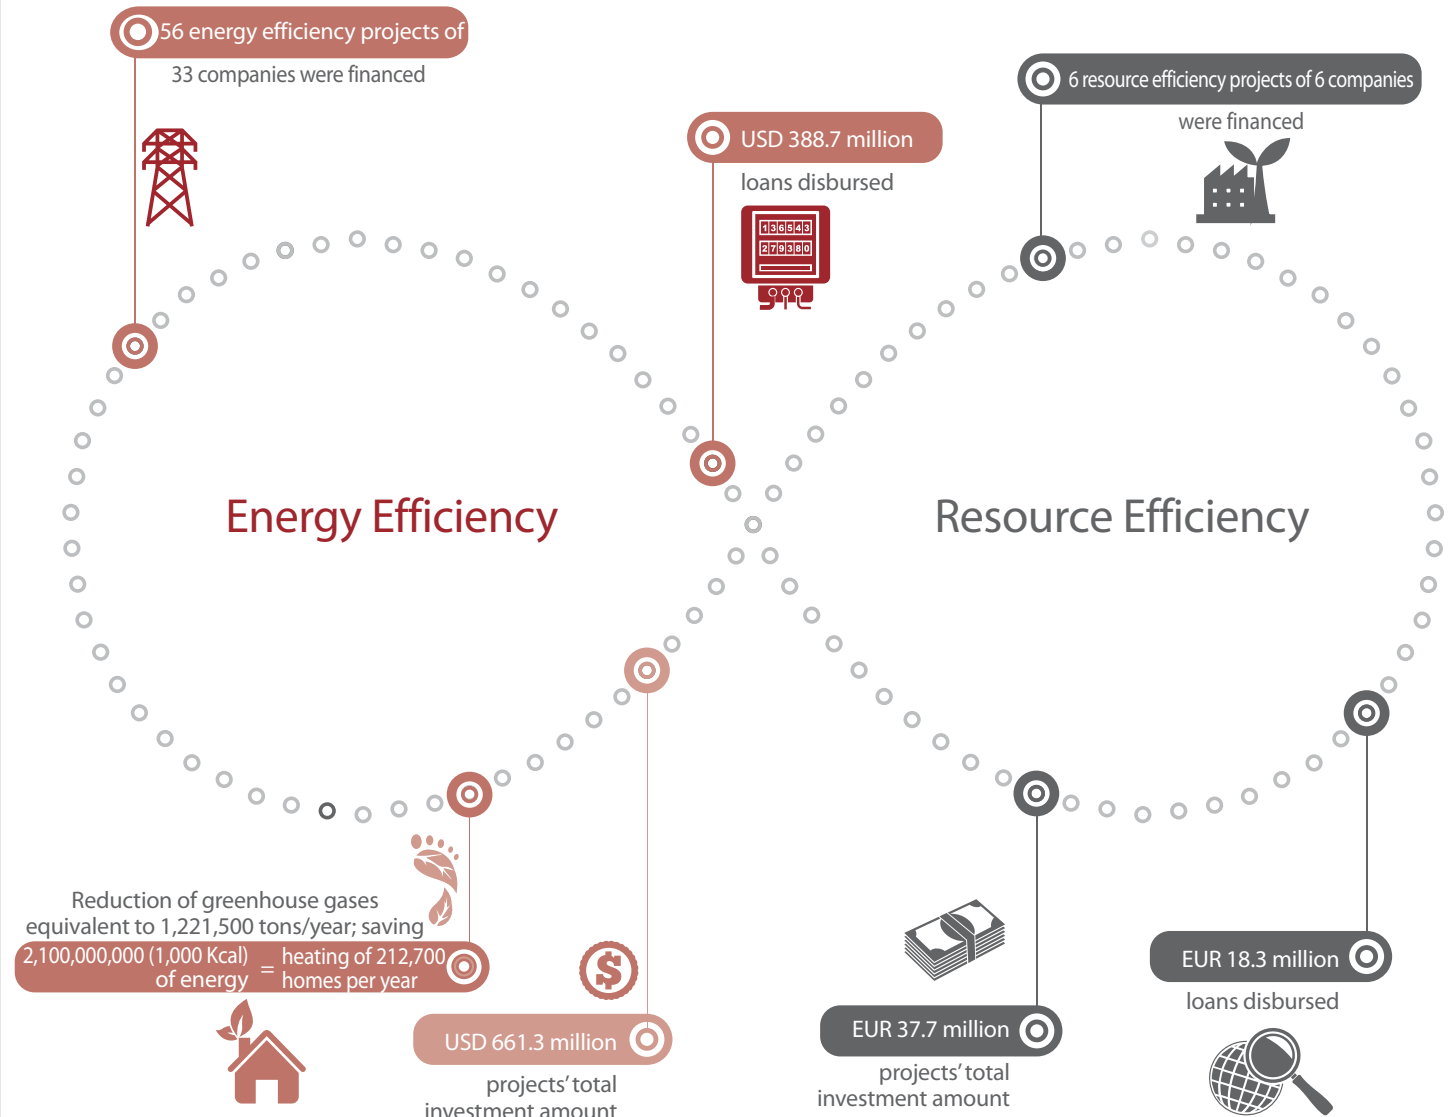 56 energy efficiency projects of
33 companies were financed
USD 388.7 million
loans disbursed
136543
279380
6 resource efficiency projects of 6 companies
were financed
Energy Efficiency
Resource Efficiency
Reduction of greenhouse gases
equivalent to 1,221,500 tons/year; saving
2,100,000,000 (1,000 Kcal)
of energy
=
heating of 212,700
homes per year
$
USD 661.3 million
projects' total
investment amount
EUR 37.7 million
projects' total
investment amount
EUR 18.3 million
loans disbursed